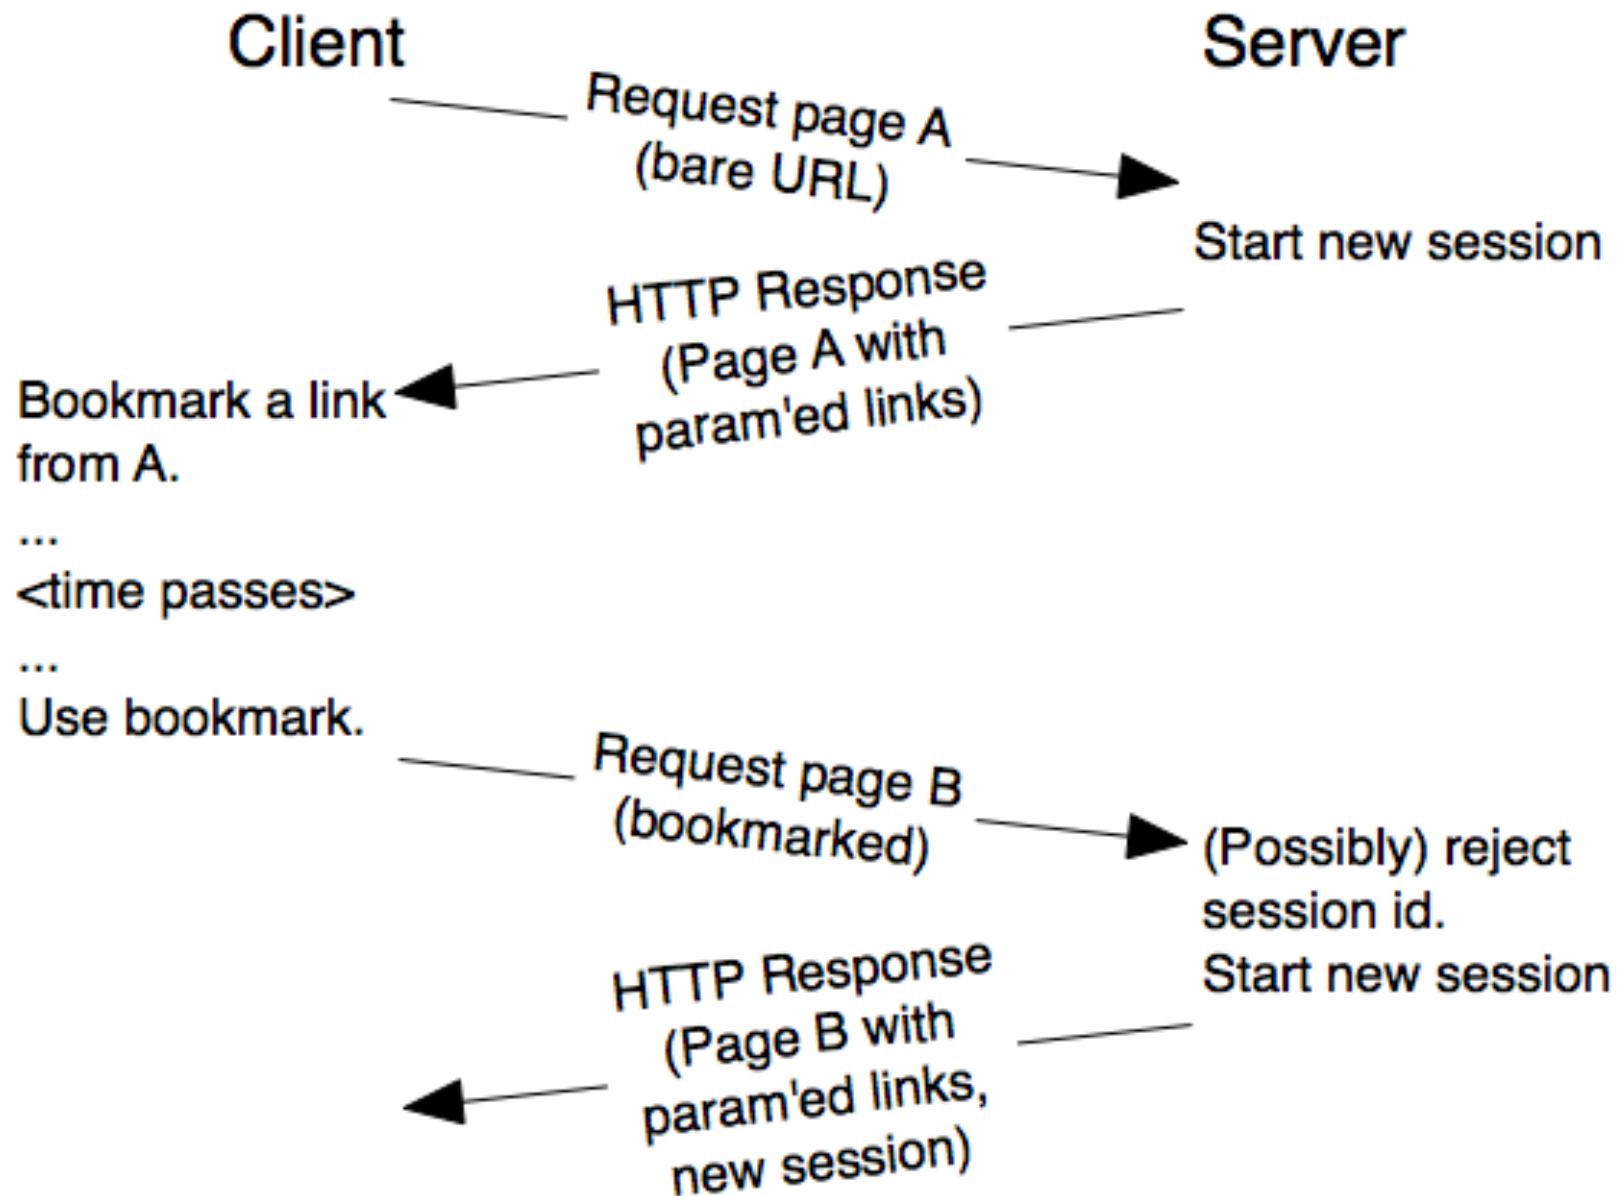 Client
Server
Request page A
(bare URL)
Start new session
HTTP Response
(Page A with
param'ed links)
Bookmark a link
from A.
...
<time passes>
...
Use bookmark.
Request page B
(bookmarked)
(Possibly) reject
session id.
Start new session
HTTP Response
(Page B with
param'ed links,
new session)